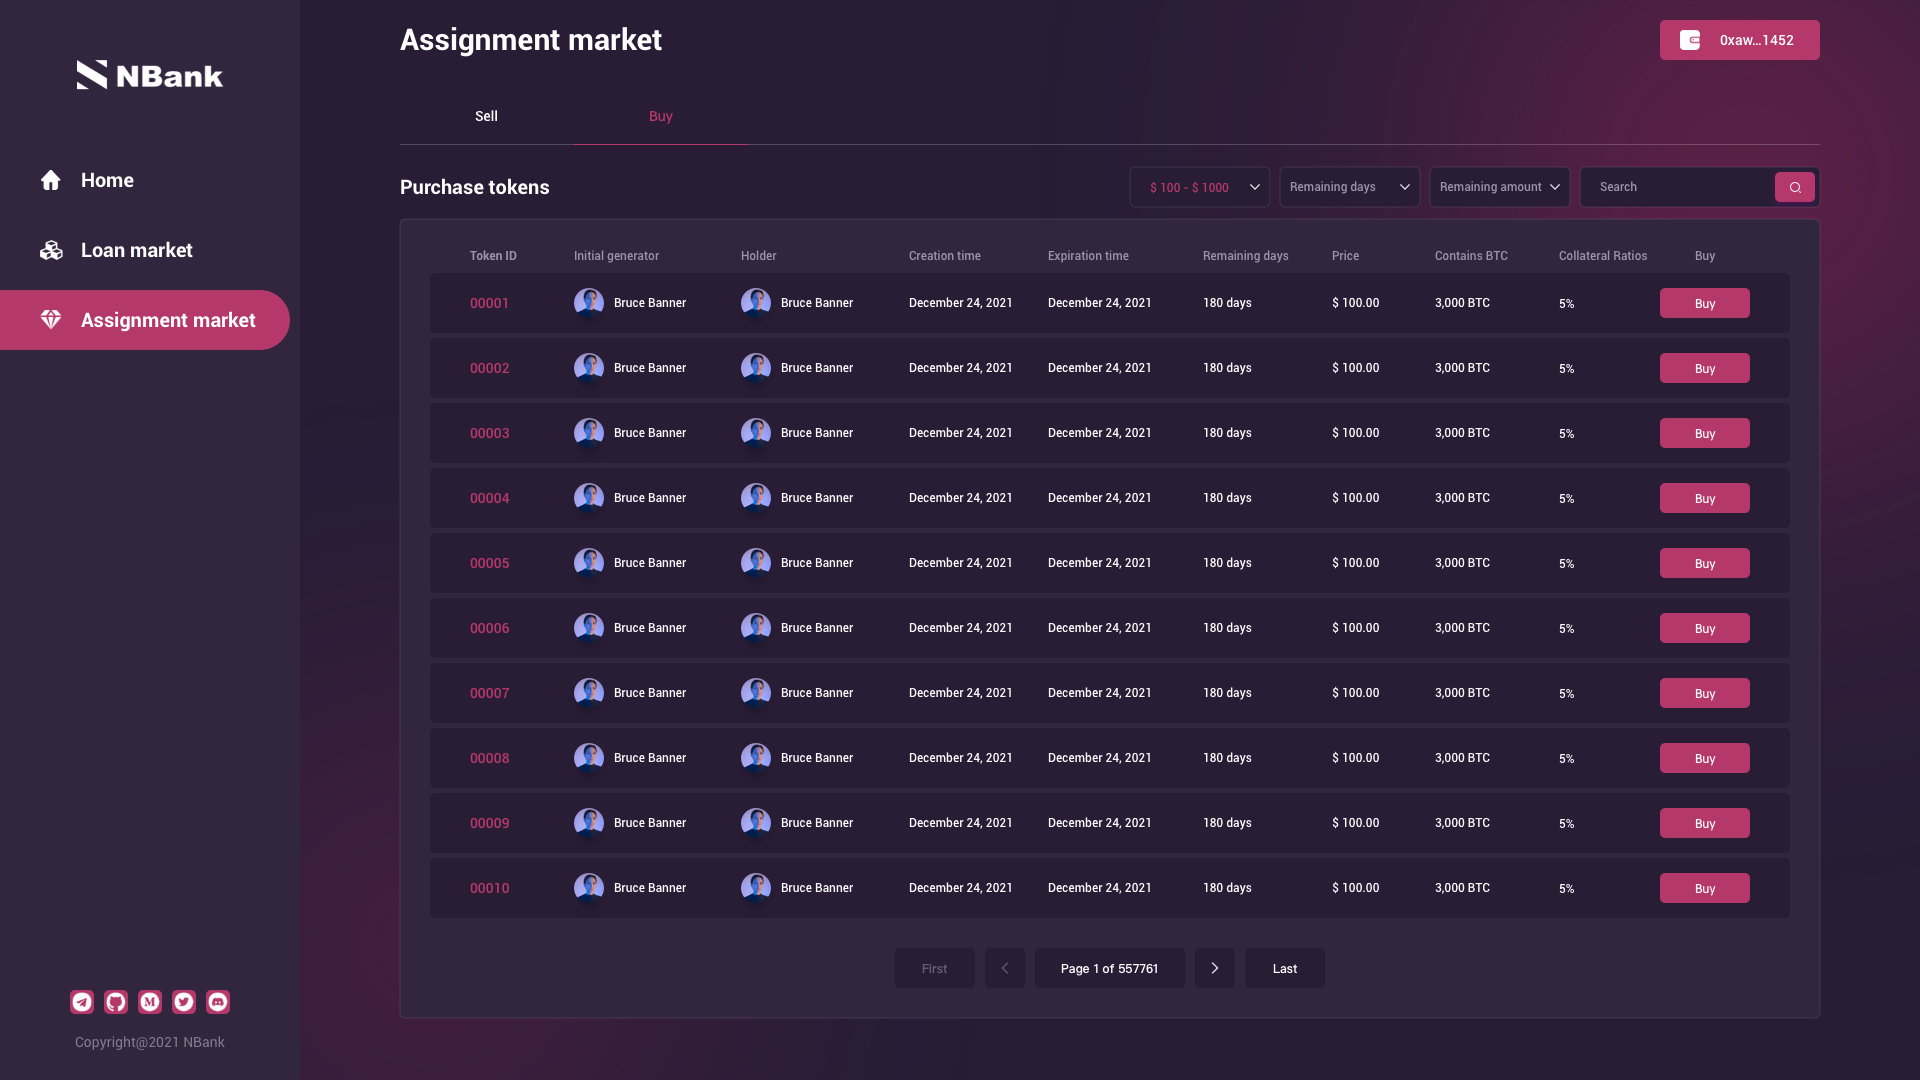 NBank
Home
Loan market
Assignment market
Copyright@2021 NBank
Assignment market
0xaw...1452
Sell Buy
Purchase tokens
$ 100 - $ 1000 Remaining days Remaining amount Search
Token ID Initial generator Holder Creation time Expiration time Remaining days Price Contains BTC Collateral Ratios Buy
00001 Bruce Banner Bruce Banner December 24, 2021 December 24, 2021 180 days $ 100.00 3,000 BTC 5% Buy
00002 Bruce Banner Bruce Banner December 24, 2021 December 24, 2021 180 days $ 100.00 3,000 BTC 5% Buy
00003 Bruce Banner Bruce Banner December 24, 2021 December 24, 2021 180 days $ 100.00 3,000 BTC 5% Buy
00004 Bruce Banner Bruce Banner December 24, 2021 December 24, 2021 180 days $ 100.00 3,000 BTC 5% Buy
00005 Bruce Banner Bruce Banner December 24, 2021 December 24, 2021 180 days $ 100.00 3,000 BTC 5% Buy
00006 Bruce Banner Bruce Banner December 24, 2021 December 24, 2021 180 days $ 100.00 3,000 BTC 5% Buy
00007 Bruce Banner Bruce Banner December 24, 2021 December 24, 2021 180 days $ 100.00 3,000 BTC 5% Buy
00008 Bruce Banner Bruce Banner December 24, 2021 December 24, 2021 180 days $ 100.00 3,000 BTC 5% Buy
00009 Bruce Banner Bruce Banner December 24, 2021 December 24, 2021 180 days $ 100.00 3,000 BTC 5% Buy
00010 Bruce Banner Bruce Banner December 24, 2021 December 24, 2021 180 days $ 100.00 3,000 BTC 5% Buy
First Page 1 of 557761 Last